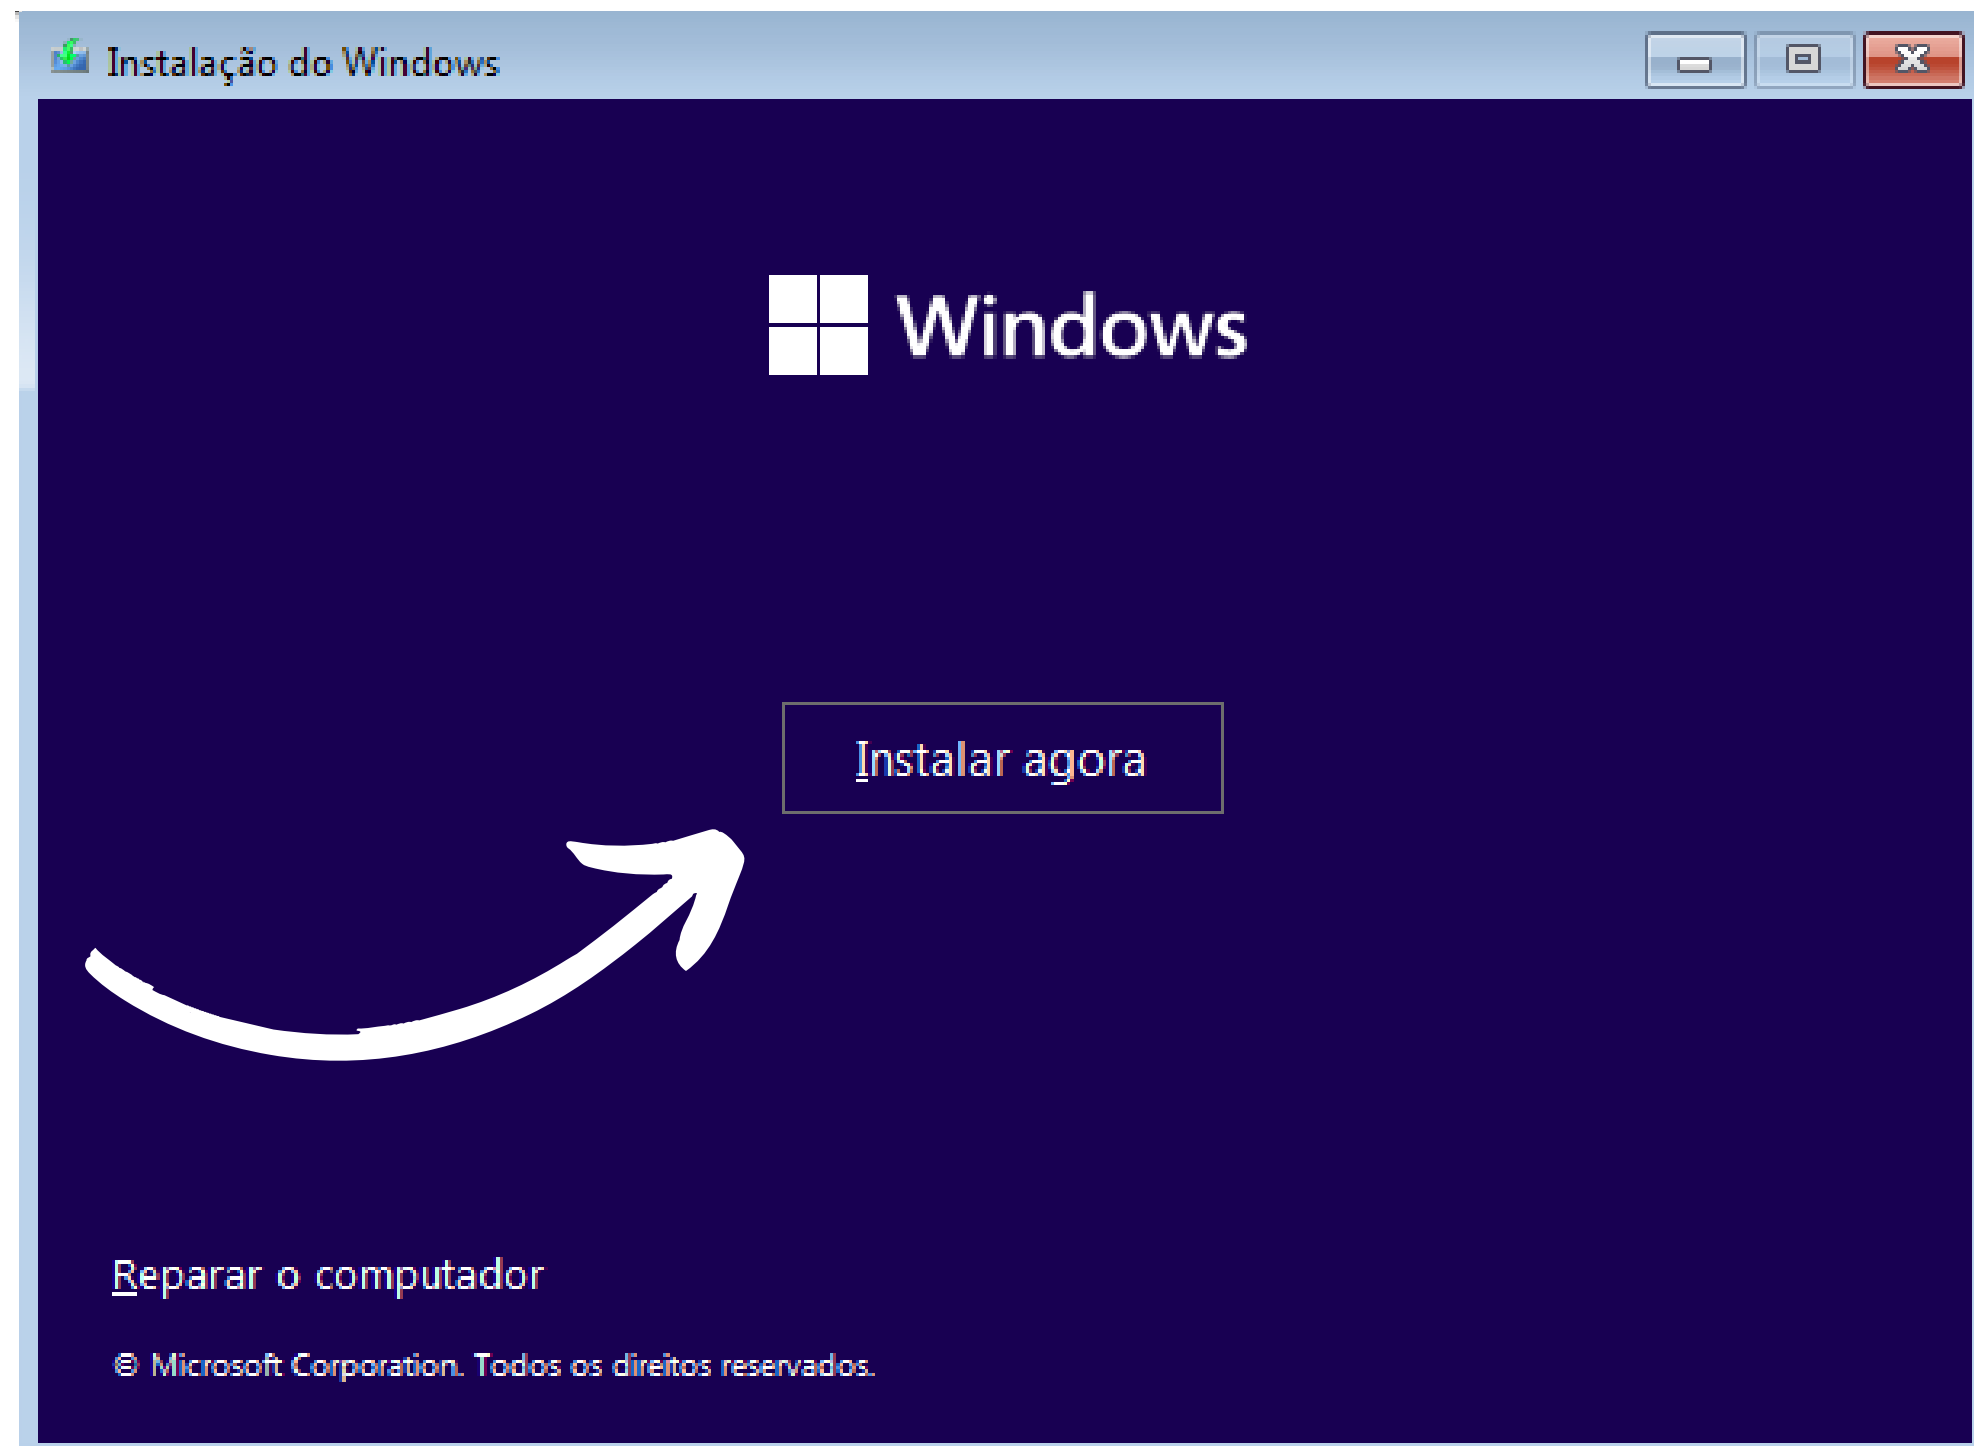 Instalação do Windows
Windows
Instalar agora
Reparar o computador
© Microsoft Corporation. Todos os direitos reservados.